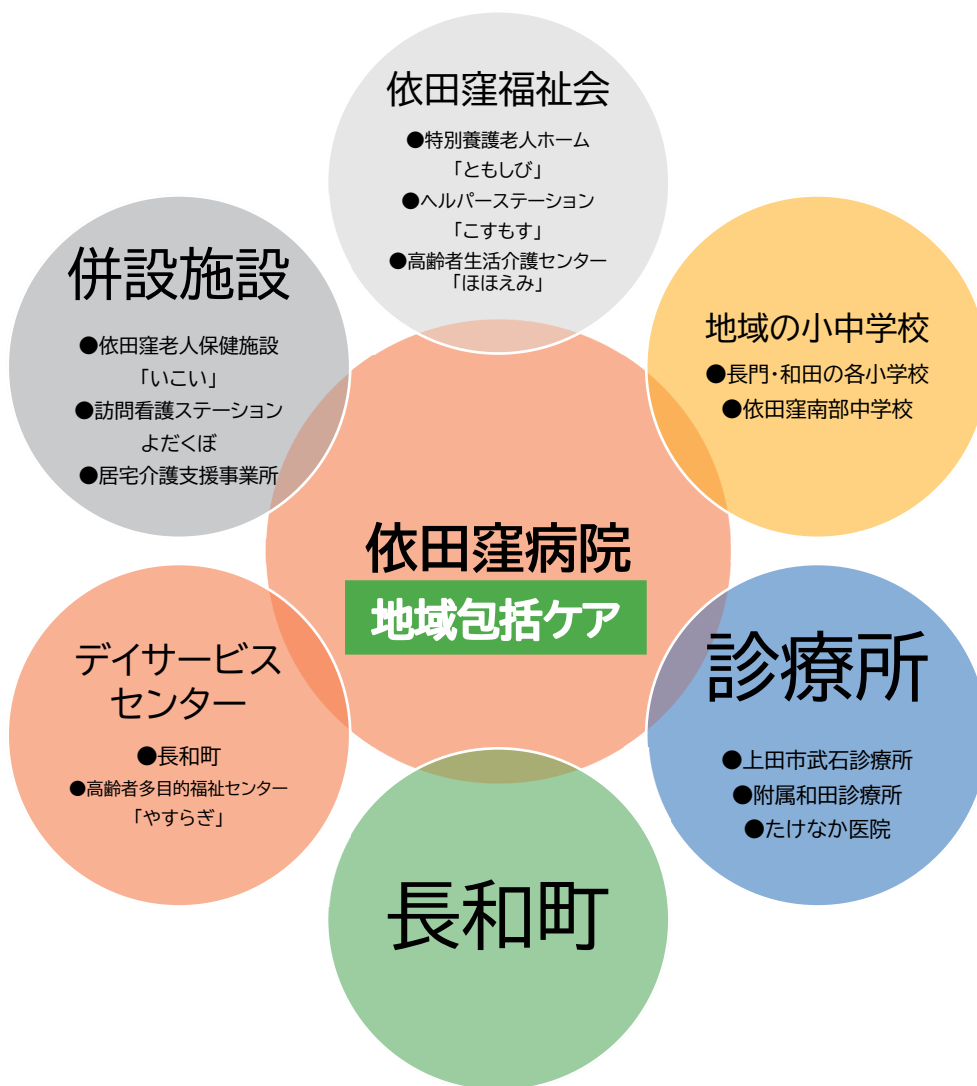 依田窪福祉会
●特別養護老人ホーム
「ともしび」
●ヘルパーステーション
「こすもす」
●高齢者生活介護センター
「ほほえみ」
併設施設
●依田窪老人保健施設
「いこい」
●訪問看護ステーション
よだくぼ
●居宅介護支援事業所
地域の小中学校
●長門・和田の各小学校
●依田窪南部中学校
依田窪病院
地域包括ケア
デイサービス
センター
●長和町
●高齢者多目的福祉センター
「やすらぎ」
診療所
●上田市武石診療所
●附属和田診療所
●たけなか医院
長和町